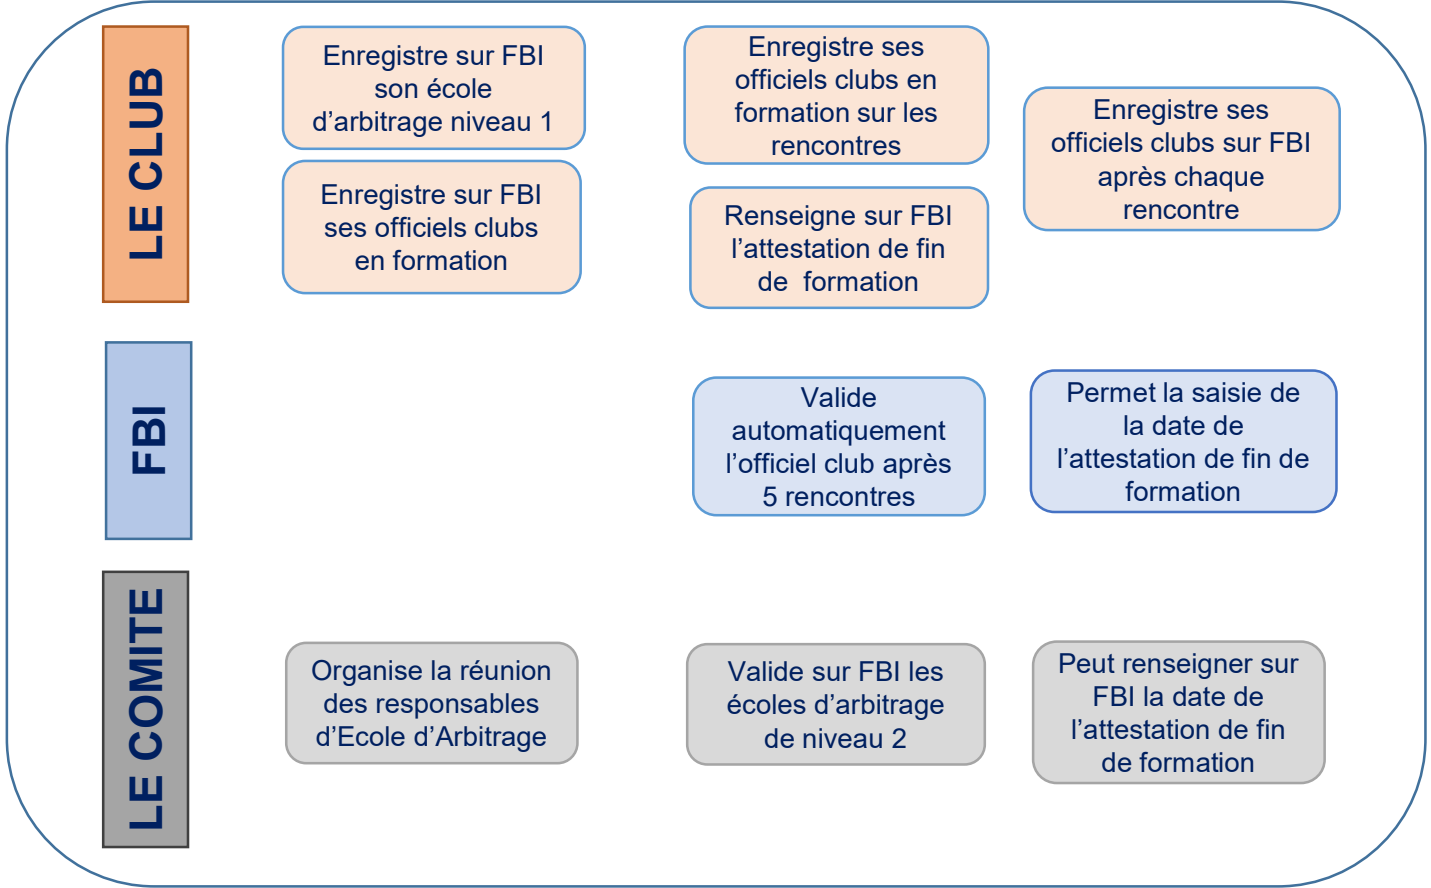 LE CLUB
Enregistre sur FBI
son école
d’arbitrage niveau 1
Enregistre sur FBI
ses officiels clubs
en formation
Enregistre ses
officiels clubs en
formation sur les
rencontres
Renseigne sur FBI
l’attestation de fin
de  formation
Enregistre ses
officiels clubs sur FBI
après chaque
rencontre
FBI
Valide
automatiquement
l’officiel club après
5 rencontres
Permet la saisie de
la date de
l’attestation de fin de
formation
LE COMITE
Organise la réunion
des responsables
d’Ecole d’Arbitrage
Valide sur FBI les
écoles d’arbitrage
de niveau 2
Peut renseigner sur
FBI la date de
l’attestation de fin
de formation